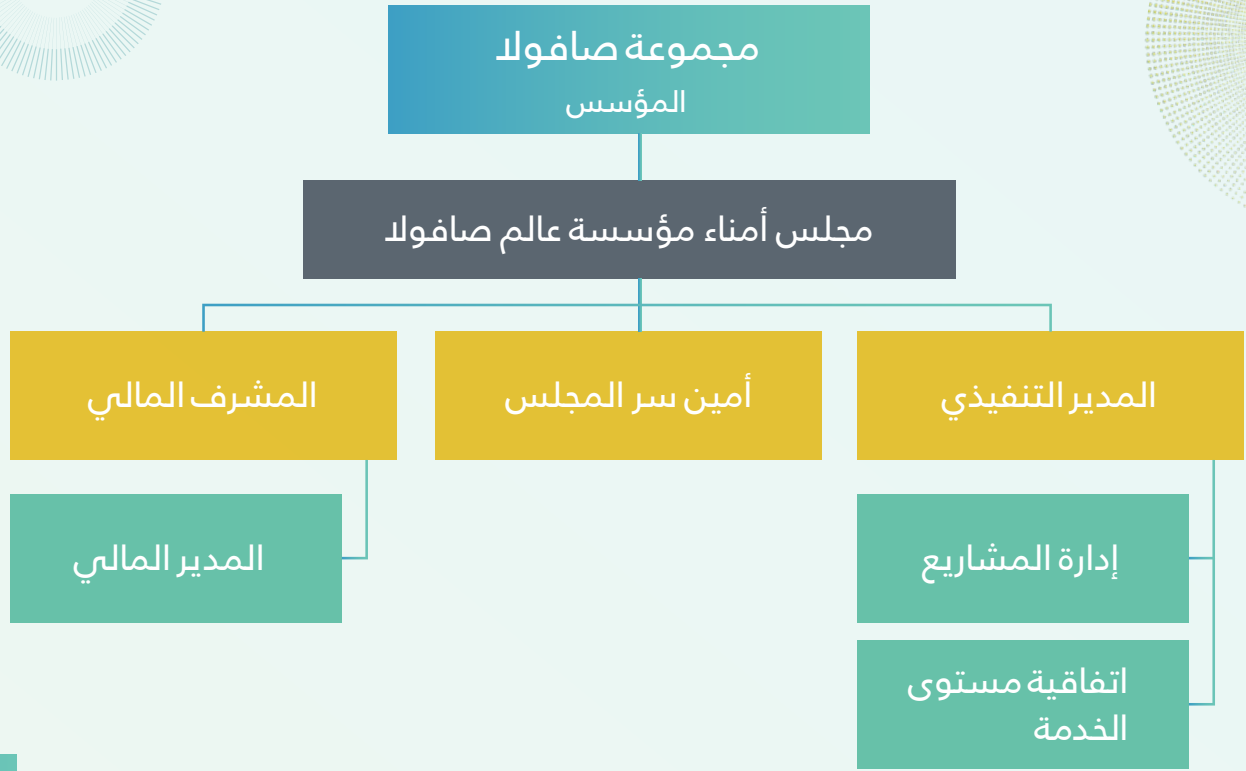 مجموعة صافولا
المؤسس
مجلس أمناء مؤسسة عالم صافولا
المدير التنفيذي
أمين سر المجلس
المشرف المالي
إدارة المشاريع
المدير المالي
اتفاقية مستوى
الخدمة